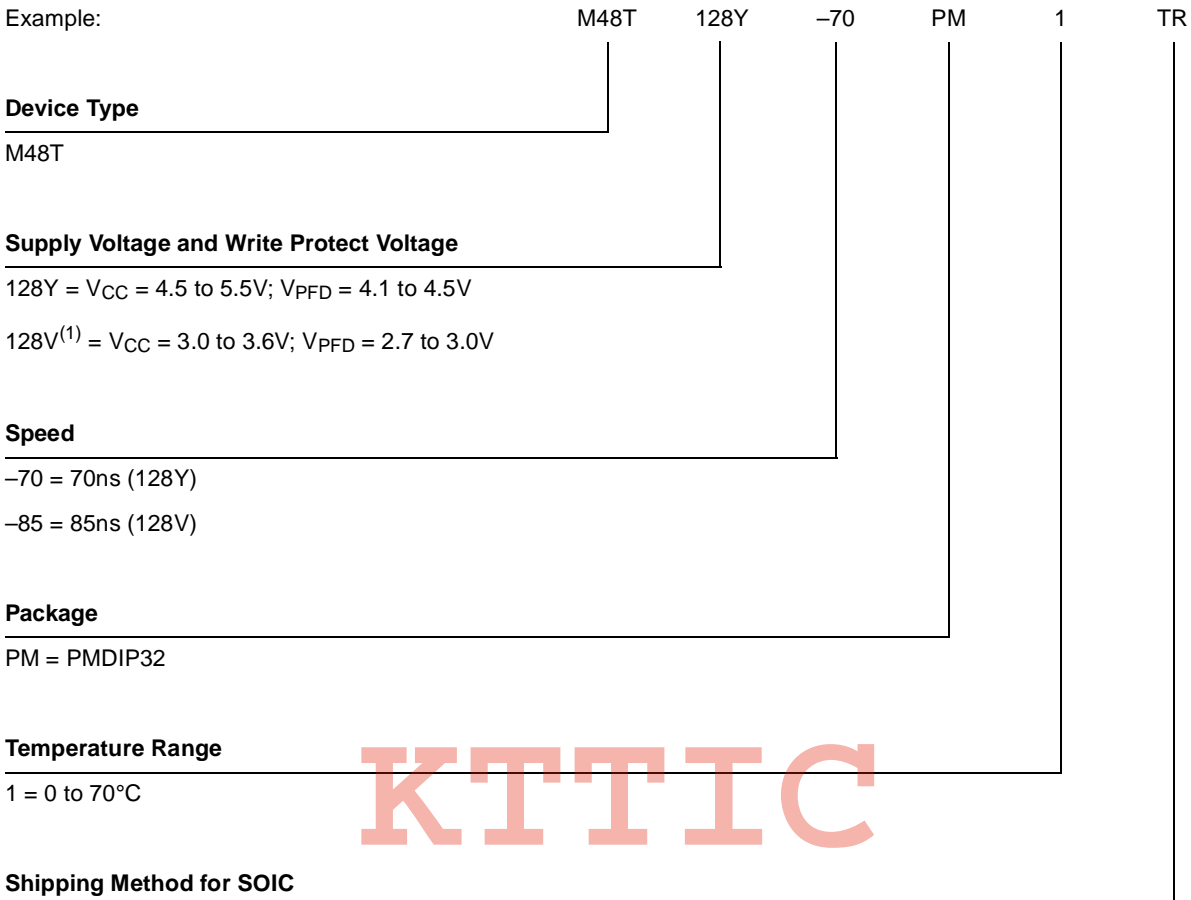 Example: M48T 128Y –70 PM 1 TR
Device Type
M48T
Supply Voltage and Write Protect Voltage
128Y = VCC = 4.5 to 5.5V; VPFD = 4.1 to 4.5V
128V(1) = VCC = 3.0 to 3.6V; VPFD = 2.7 to 3.0V
Speed
–70 = 70ns (128Y)
–85 = 85ns (128V)
Package
PM = PMDIP32
Temperature Range
1 = 0 to 70°C
KTTIC
Shipping Method for SOIC